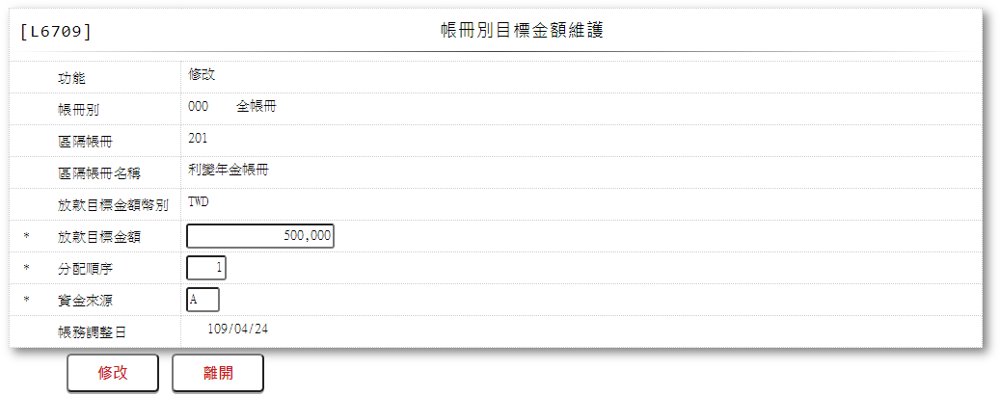 [L6709] 帳冊別目標金額維護
功能 修改
帳冊別 000 全帳冊
區隔帳冊 201
區隔帳冊名稱 利變年金帳冊
放款目標金額幣別 TWD
* 放款目標金額 500,000
* 分配順序 1
* 資金來源 A
帳務調整日 109/04/24
修改 離開